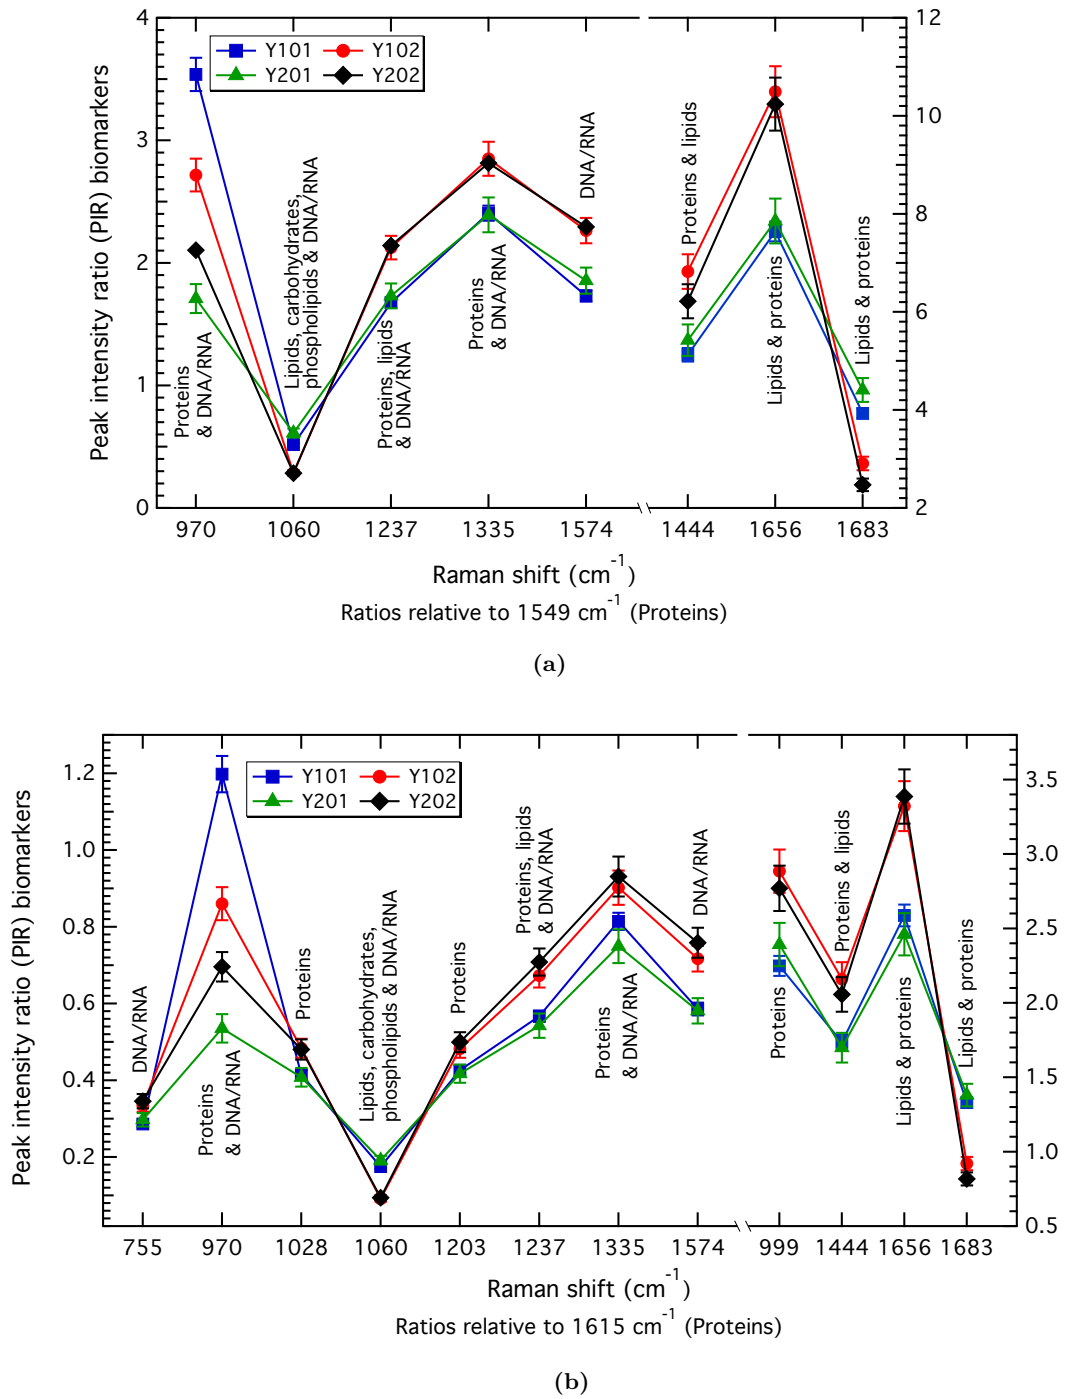 Peak intensity ratio (PIR) biomarkers
4
3
2
1
0
12
10
8
6
4
2
Y101
Y102
Y201
Y202
Proteins
& DNA/RNA
Lipids, carbohydrates,
phospholipids & DNA/RNA
Proteins, lipids
& DNA/RNA
Proteins
& DNA/RNA
DNA/RNA
Proteins & lipids
Lipids & proteins
Lipids & proteins
970 1060 1237 1335 1574 1444 1656 1683
Raman shift (cm⁻¹)
Ratios relative to 1549 cm⁻¹ (Proteins)
(a)
Peak intensity ratio (PIR) biomarkers
1.2
1.0
0.8
0.6
0.4
0.2
3.5
3.0
2.5
2.0
1.5
1.0
0.5
Y101
Y102
Y201
Y202
DNA/RNA
Proteins
& DNA/RNA
Proteins
Lipids, carbohydrates,
phospholipids & DNA/RNA
Proteins
Proteins, lipids
& DNA/RNA
Proteins
& DNA/RNA
DNA/RNA
Proteins
Proteins & lipids
Lipids & proteins
Lipids & proteins
755 970 1028 1060 1203 1237 1335 1574 999 1444 1656 1683
Raman shift (cm⁻¹)
Ratios relative to 1615 cm⁻¹ (Proteins)
(b)